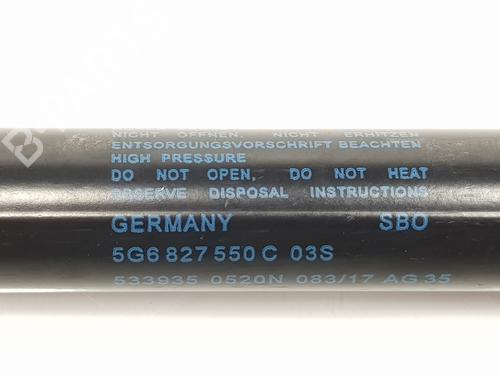 NICHT ÖFFNEN. NICHT ERHITZEN
ENTSORGUNGSVORSCHRIFT BEACHTEN
HIGH PRESSURE
DO NOT OPEN, DO NOT HEAT
OBSERVE DISPOSAL INSTRUCTIONS
GERMANY SBO
5G6 827 550 C 03S
533935 0520N 083/17 AG 35